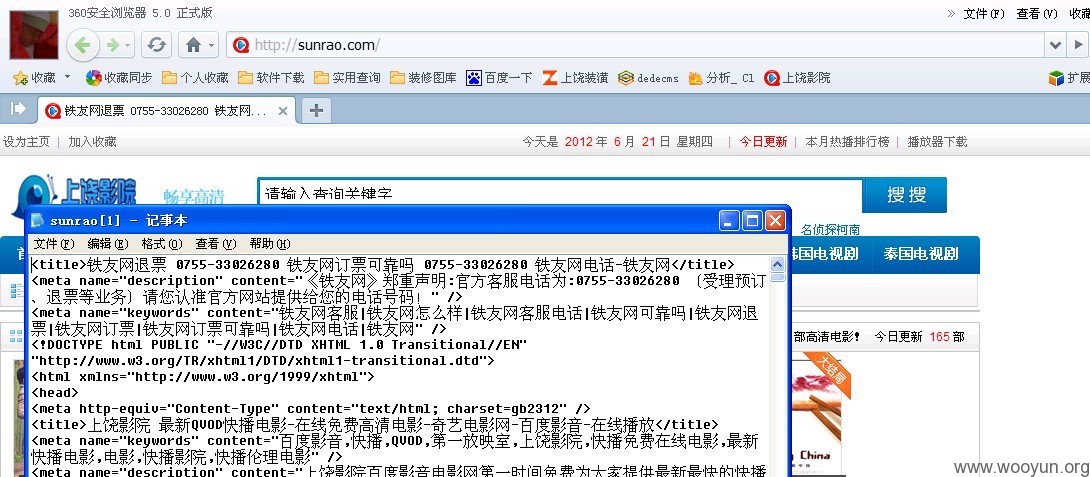 360安全浏览器 5.0 正式版
» 文件(F) 查看(V) 收藏
http://sunrao.com/
收藏 收藏同步 个人收藏 软件下载 实用查询 装修图库 百度一下 上饶装潢 dedecms 分析_ Cl 上饶影院 扩展
铁友网退票 0755-33026280 铁友网...
设为主页 | 加入收藏 今天是 2012 年 6 月 21 日 星期四 | 今日更新 | 本月热播排行榜 | 播放器下载
上饶影院 畅享高清 请输入查询关键字 搜 搜
名侦探柯南
sunrao[1] - 记事本
文件(F) 编辑(E) 格式(O) 查看(V) 帮助(H)
首 韩国电视剧 泰国电视剧
<title>铁友网退票 0755-33026280 铁友网订票可靠吗 0755-33026280 铁友网电话-铁友网</title>
<meta name="description" content="《铁友网》郑重声明:官方客服电话为:0755-33026280 〔受理预订
、退票等业务〕请您认准官方网站提供给您的电话号码！" />
<meta name="keywords" content="铁友网客服|铁友网怎么样|铁友网客服电话|铁友网可靠吗|铁友网退
票|铁友网订票|铁友网订票可靠吗|铁友网电话|铁友网" />
<!DOCTYPE html PUBLIC "-//W3C//DTD XHTML 1.0 Transitional//EN"
"http://www.w3.org/TR/xhtml1/DTD/xhtml1-transitional.dtd">
<html xmlns="http://www.w3.org/1999/xhtml">
<head>
<meta http-equiv="Content-Type" content="text/html; charset=gb2312" />
<title>上饶影院 最新QVOD快播电影-在线免费高清电影-奇艺电影网-百度影音-在线播放</title>
<meta name="keywords" content="百度影音,快播,QVOD,第一放映室,上饶影院,快播免费在线电影,最新
快播电影,电影,快播影院,快播伦理电影" />
<meta name="description" content="上饶影院百度影音电影网第一时间免费为大家提供最新最快的快播
部高清电影! 今日更新 165 部
大结局
China
www.wooyun.org